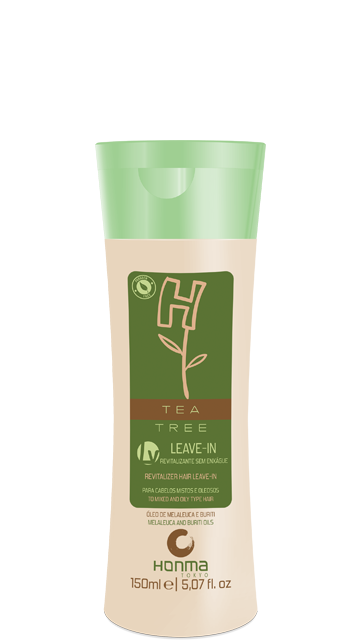 H
TEA
TREE
Lv LEAVE-IN
REVITALIZANTE SEM ENXÁGUE
REVITALIZER HAIR LEAVE-IN
PARA CABELOS MISTOS E OLEOSOS
TO MIXED AND OILY TYPE HAIR
ÓLEO DE MELALEUCA E BURITI
MELALEUCA AND BURITI OILS
HONMA
TOKYO
150ml e | 5,07 fl. oz